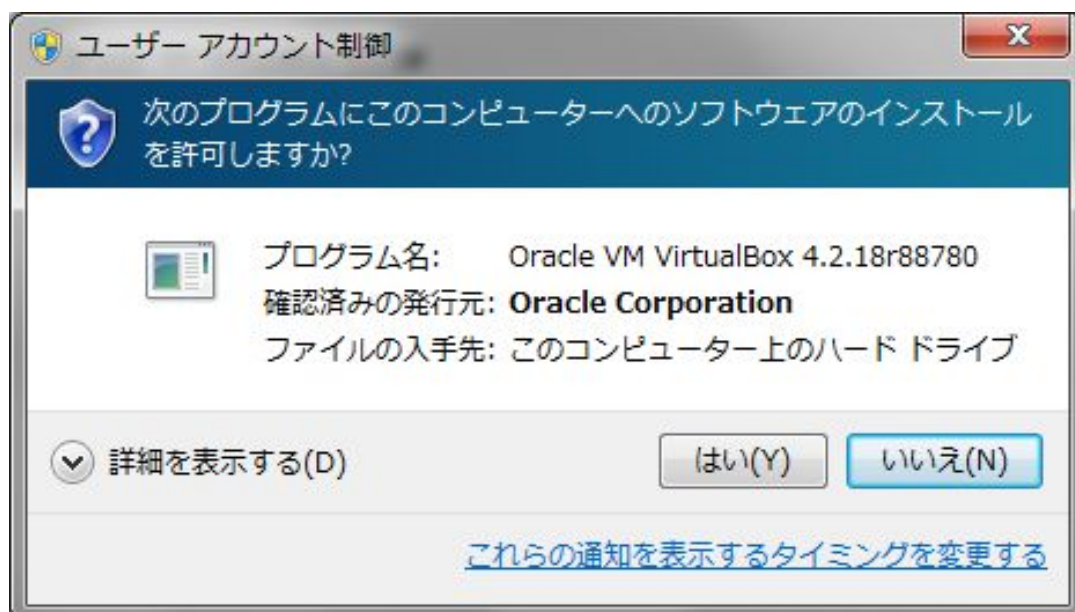 ユーザー アカウント制御
次のプログラムにこのコンピューターへのソフトウェアのインストール
を許可しますか?
プログラム名: Oracle VM VirtualBox 4.2.18r88780
確認済みの発行元: Oracle Corporation
ファイルの入手先: このコンピューター上のハード ドライブ
詳細を表示する(D)
はい(Y) いいえ(N)
これらの通知を表示するタイミングを変更する